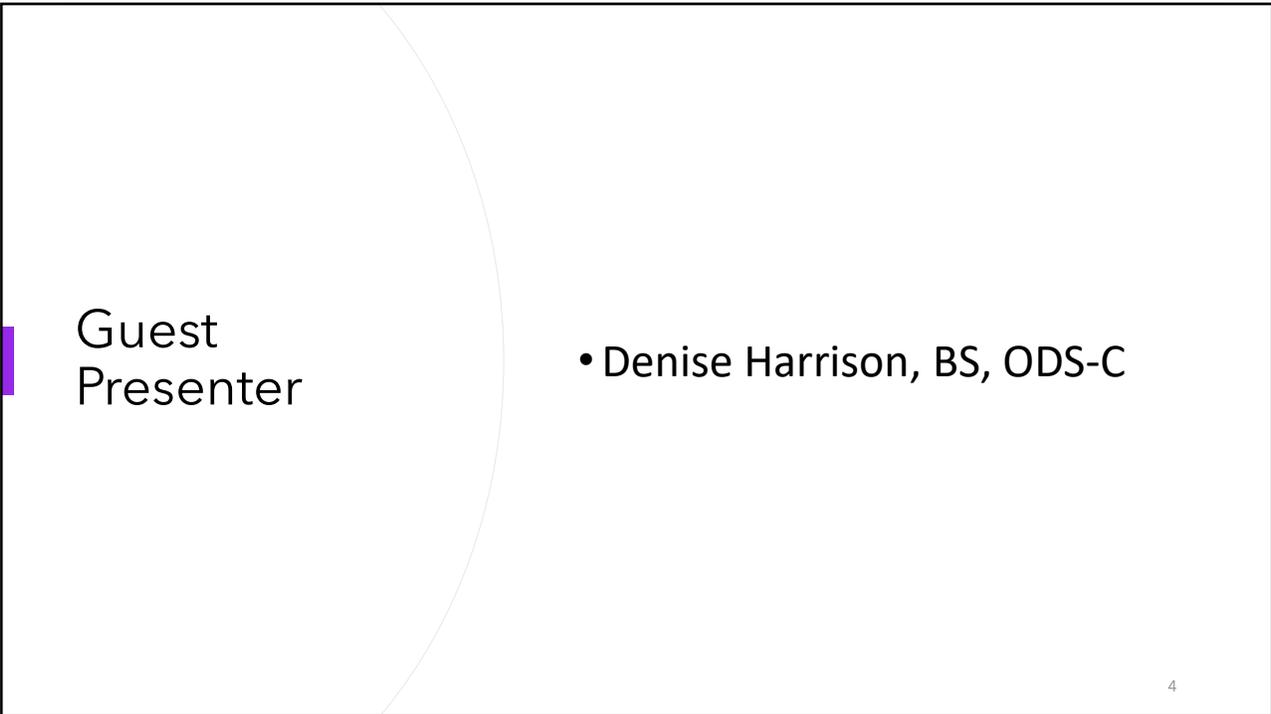 Guest
Presenter
• Denise Harrison, BS, ODS-C
4